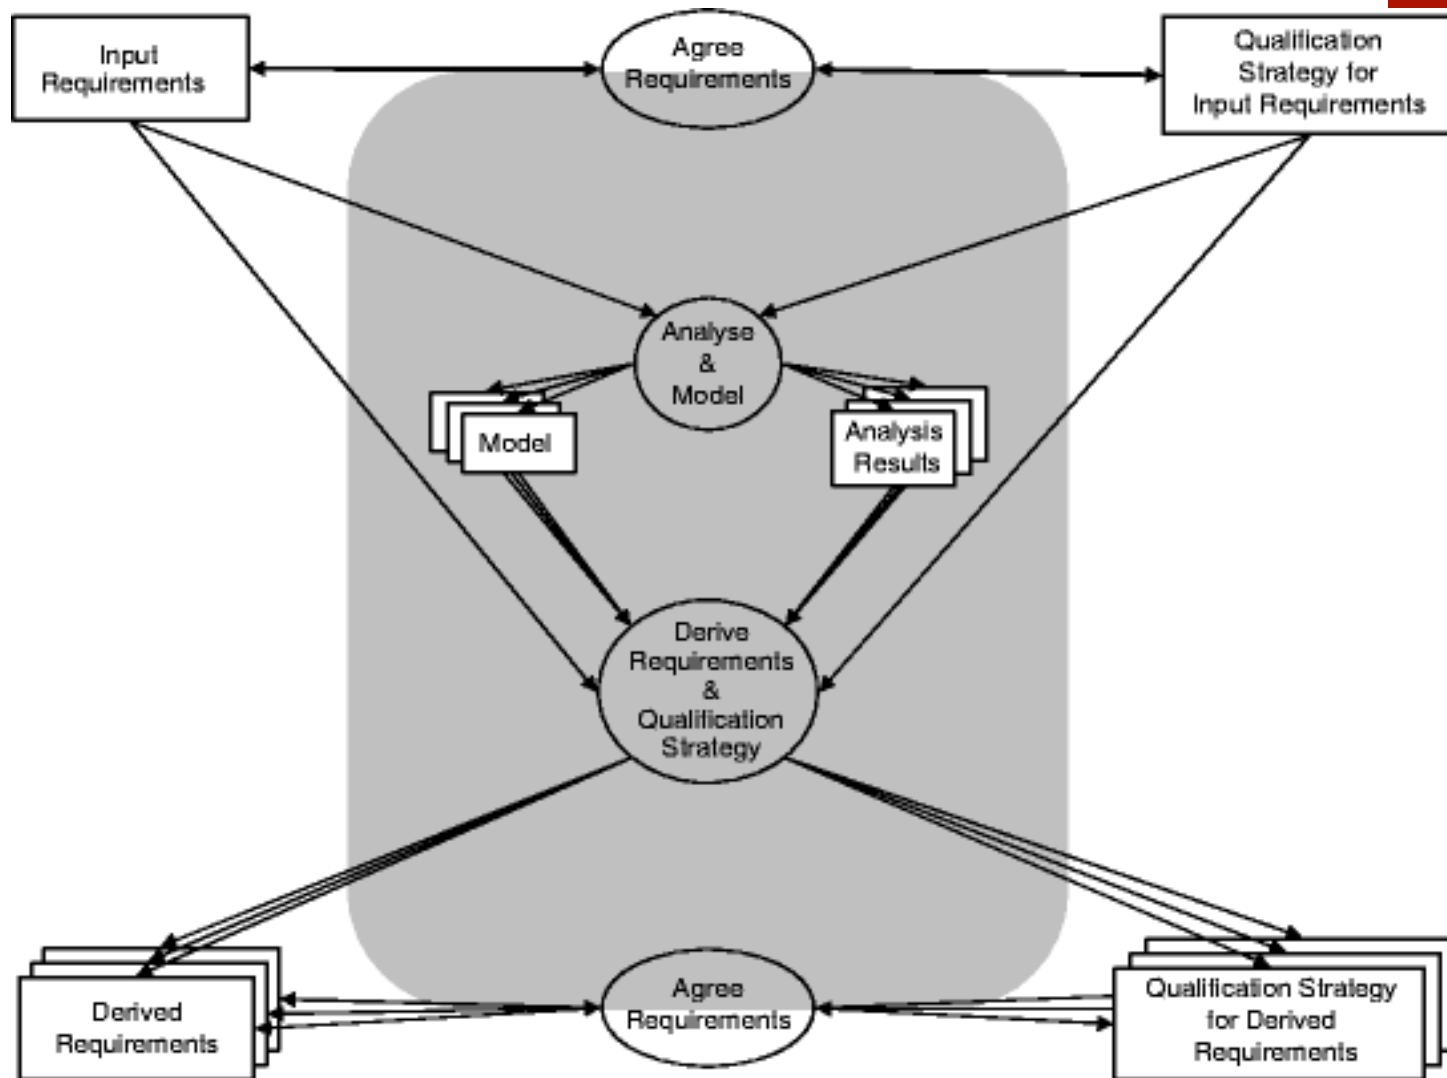 Input
Requirements
Agree
Requirements
Qualification
Strategy for
Input Requirements
Analyse
&
Model
Model
Analysis
Results
Derive
Requirements
&
Qualification
Strategy
Derived
Requirements
Agree
Requirements
Qualification Strategy
for Derived
Requirements